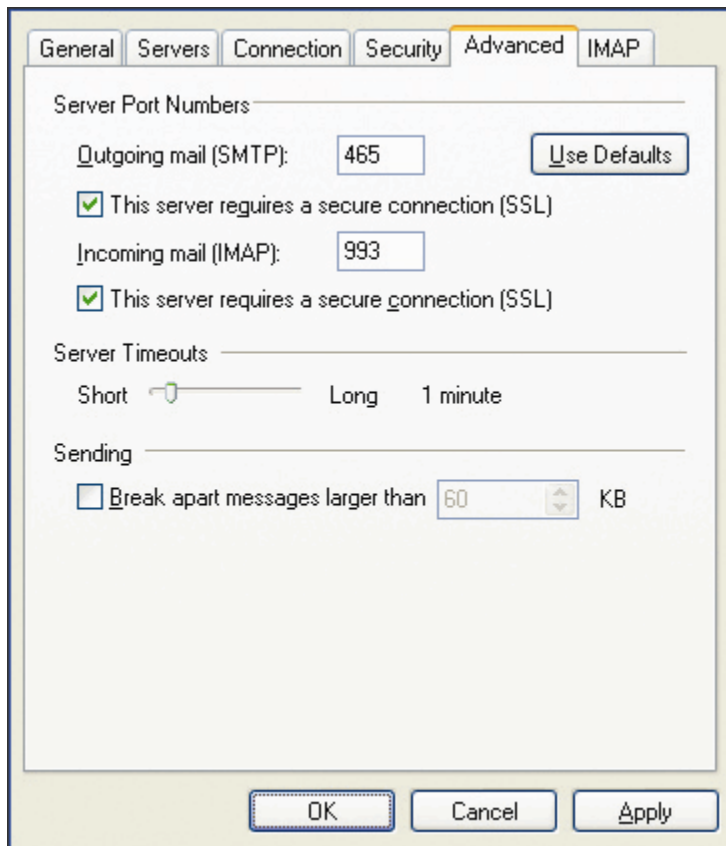 General Servers Connection Security Advanced IMAP
Server Port Numbers
Outgoing mail (SMTP): 465 Use Defaults
This server requires a secure connection (SSL)
Incoming mail (IMAP): 993
This server requires a secure connection (SSL)
Server Timeouts
Short Long 1 minute
Sending
Break apart messages larger than 60 KB
OK Cancel Apply